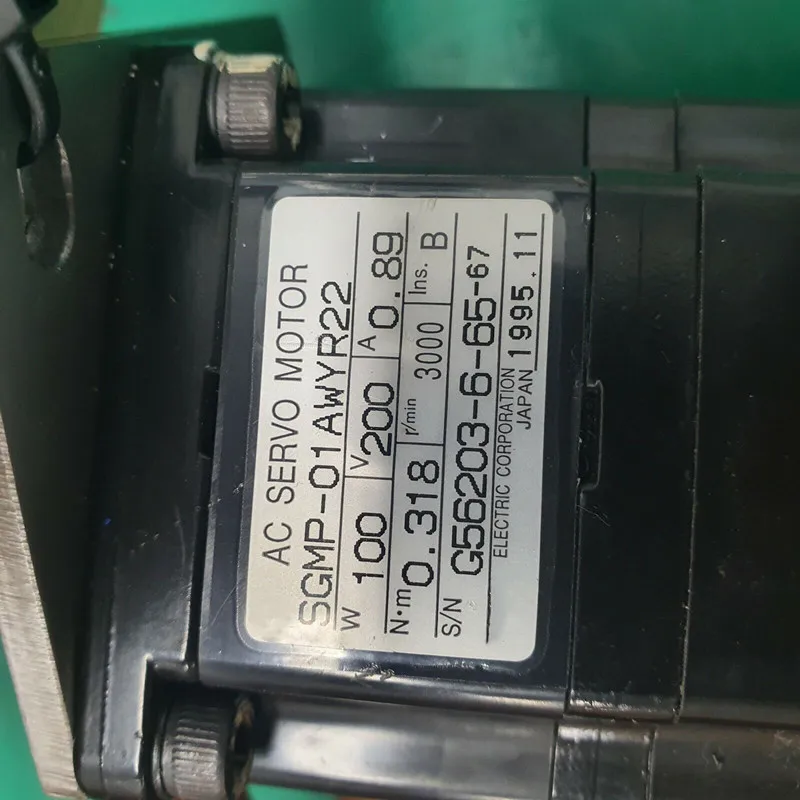 AC SERVO MOTOR
SGMP-01AWYR22
W 100 V 200 A 0.89
N·m 0.318 r/min 3000 Ins. B
S/N G56203-6-65-67
ELECTRIC CORPORATION
JAPAN 1995.11